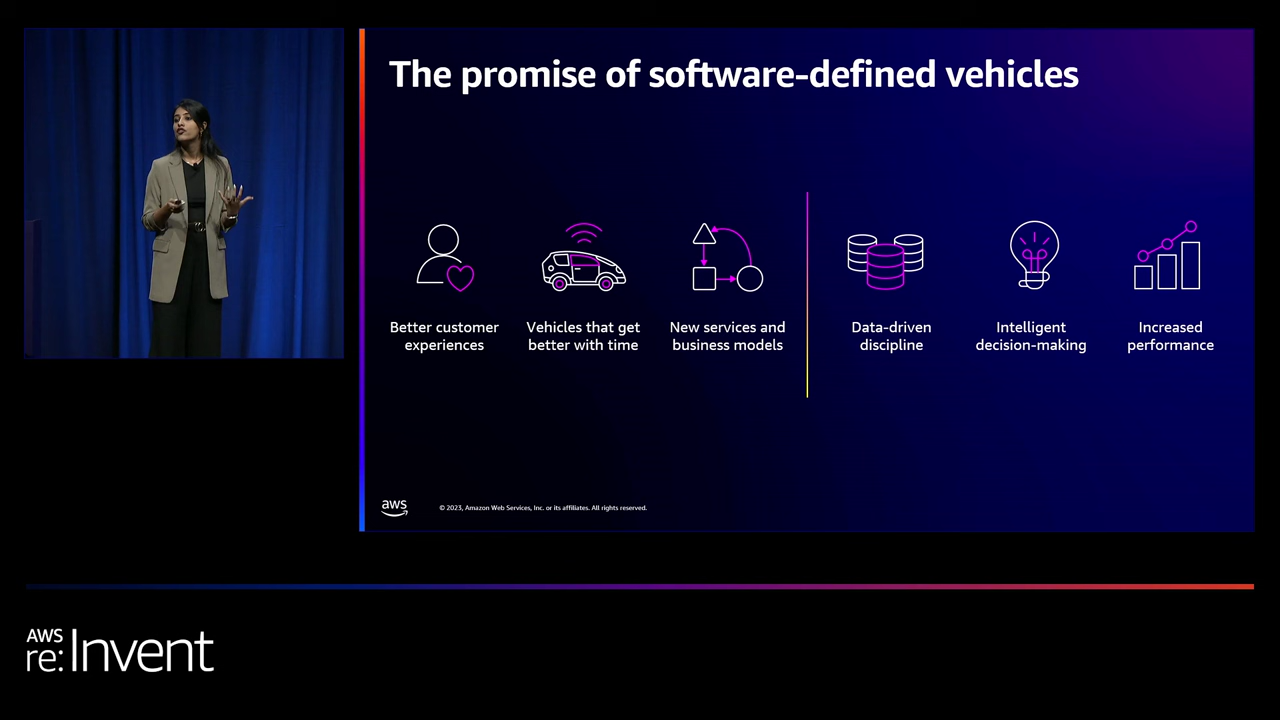 The promise of software-defined vehicles
Better customer
experiences
Vehicles that get
better with time
New services and
business models
Data-driven
discipline
Intelligent
decision-making
Increased
performance
aws
© 2023, Amazon Web Services, Inc. or its affiliates. All rights reserved.
AWS
re:Invent